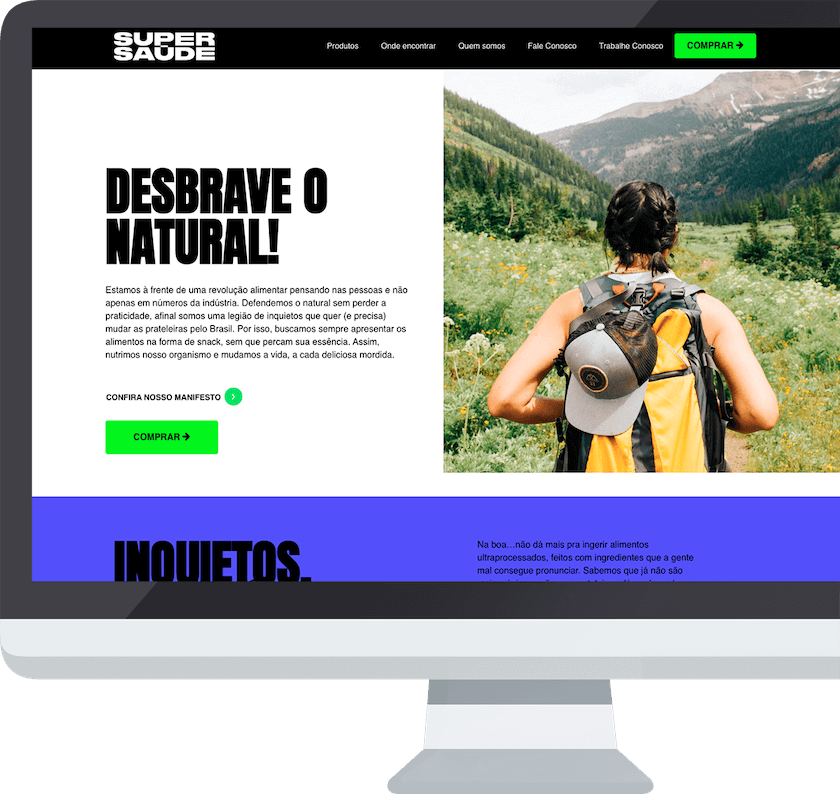 SUPER
SAÚDE
Produtos Onde encontrar Quem somos Fale Conosco Trabalhe Conosco COMPRAR
DESBRAVE O
NATURAL!
Estamos à frente de uma revolução alimentar pensando nas pessoas e não
apenas em números da indústria. Defendemos o natural sem perder a
praticidade, afinal somos uma legião de inquietos que quer (e precisa)
mudar as prateleiras pelo Brasil. Por isso, buscamos sempre apresentar os
alimentos na forma de snack, sem que percam sua essência. Assim,
nutrimos nosso organismo e mudamos a vida, a cada deliciosa mordida.
CONFIRA NOSSO MANIFESTO
COMPRAR
INQUIETOS,
Na boa...não dà mais pra ingerir alimentos
ultraprocessados, feitos com ingredientes que a gente
mal consegue pronunciar. Sabemos que já não são